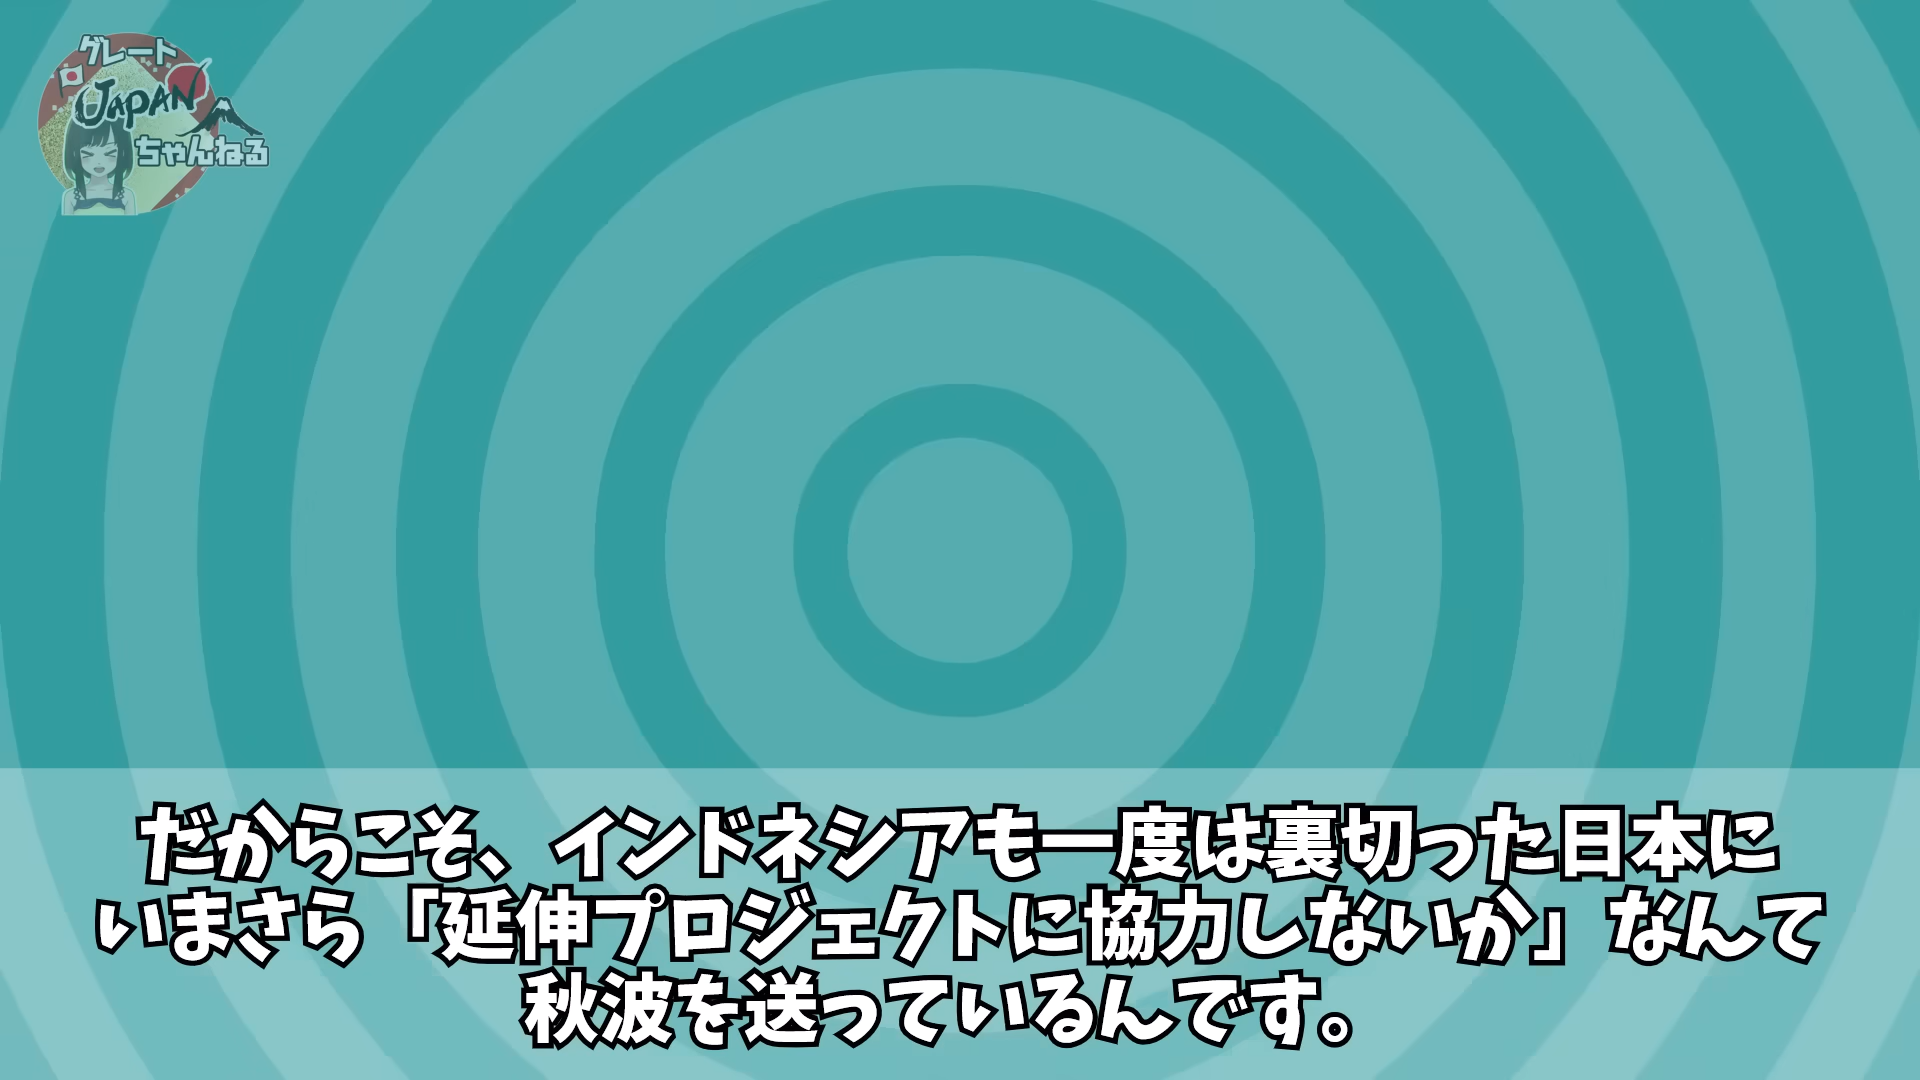 グレート
JAPAN
ちゃんねる
だからこそ、インドネシアも一度は裏切った日本に
いまさら「延伸プロジェクトに協力しないか」なんて
秋波を送っているんです。